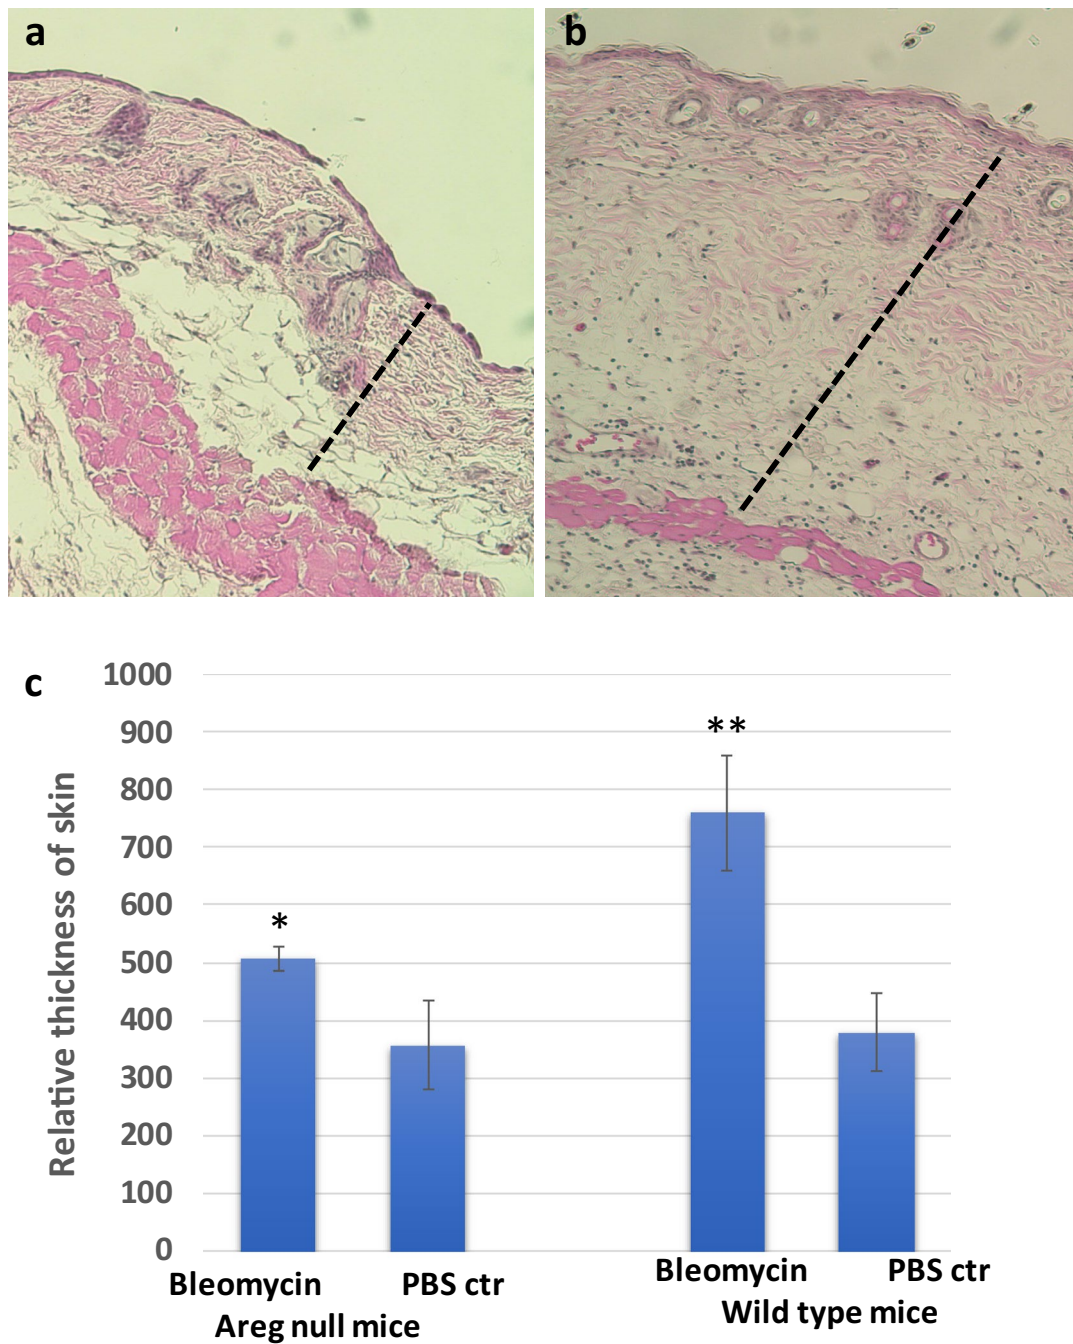 a
b
c
1000
900
800
700
600
500
400
300
200
100
0
Relative thickness of skin
*
**
Bleomycin
PBS ctr
Bleomycin
PBS ctr
Areg null mice
Wild type mice